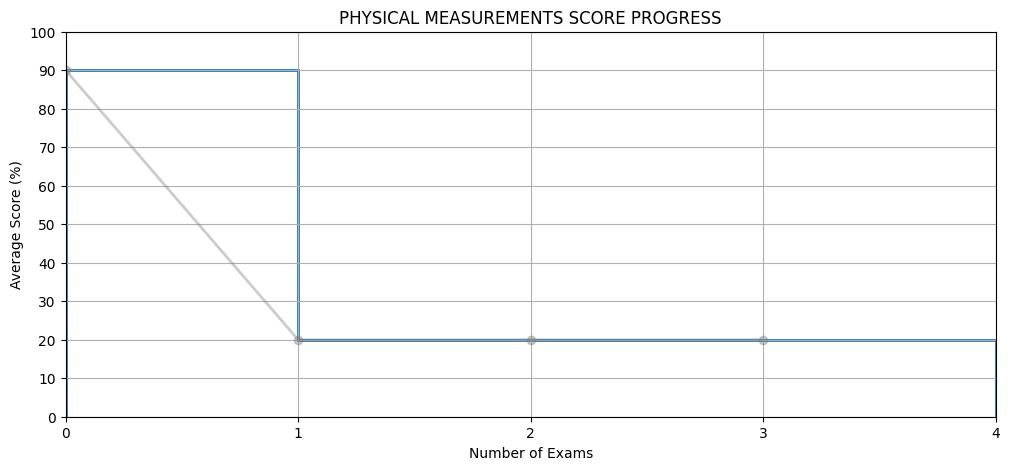 PHYSICAL MEASUREMENTS SCORE PROGRESS
100
90
80
70
60
50
40
30
20
10
0
Average Score (%)
0 1 2 3 4
Number of Exams